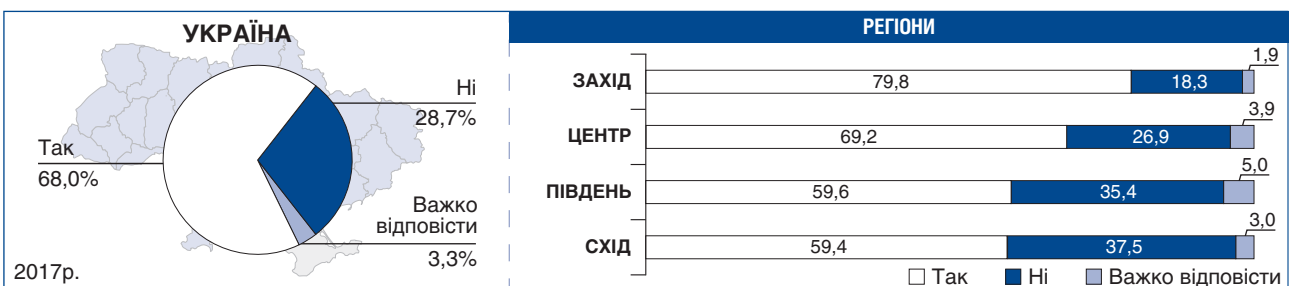 УКРАЇНА
Ні
28,7%
Так
68,0%
Важко
відповісти
3,3%
2017р.
РЕГІОНИ
ЗАХІД 79,8 18,3 1,9
ЦЕНТР 69,2 26,9 3,9
ПІВДЕНЬ 59,6 35,4 5,0
СХІД 59,4 37,5 3,0
Так Ні Важко відповісти